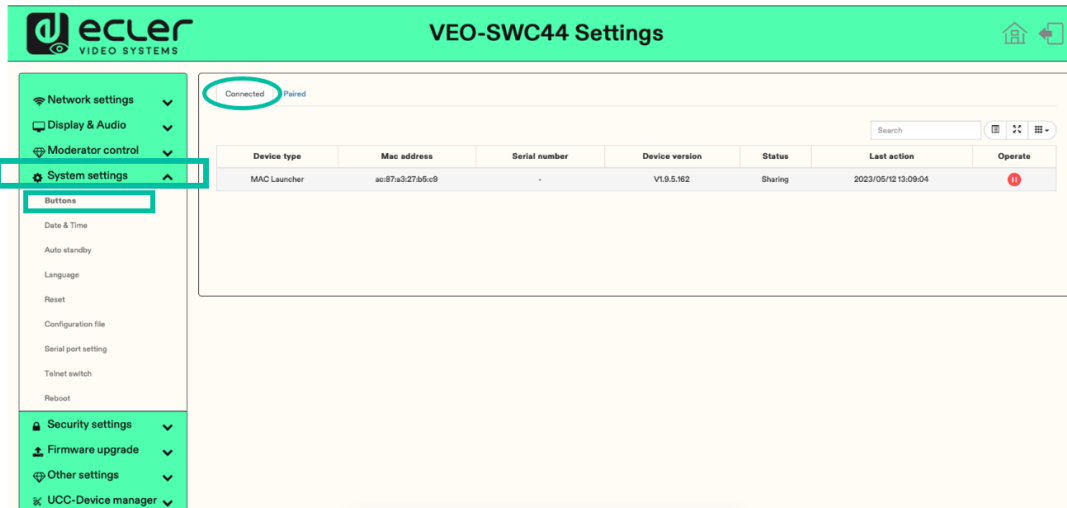 ecler
VIDEO SYSTEMS
VEO-SWC44 Settings
Network settings
Display & Audio
Moderator control
System settings
Buttons
Date & Time
Auto standby
Language
Reset
Configuration file
Serial port setting
Telnet switch
Reboot
Security settings
Firmware upgrade
Other settings
UCC-Device manager
Connected Paired
Search
Device type Mac address Serial number Device version Status Last action Operate
MAC Launcher ac:87:a3:27:b5:c9 - V1.9.5.162 Sharing 2023/05/12 13:09:04